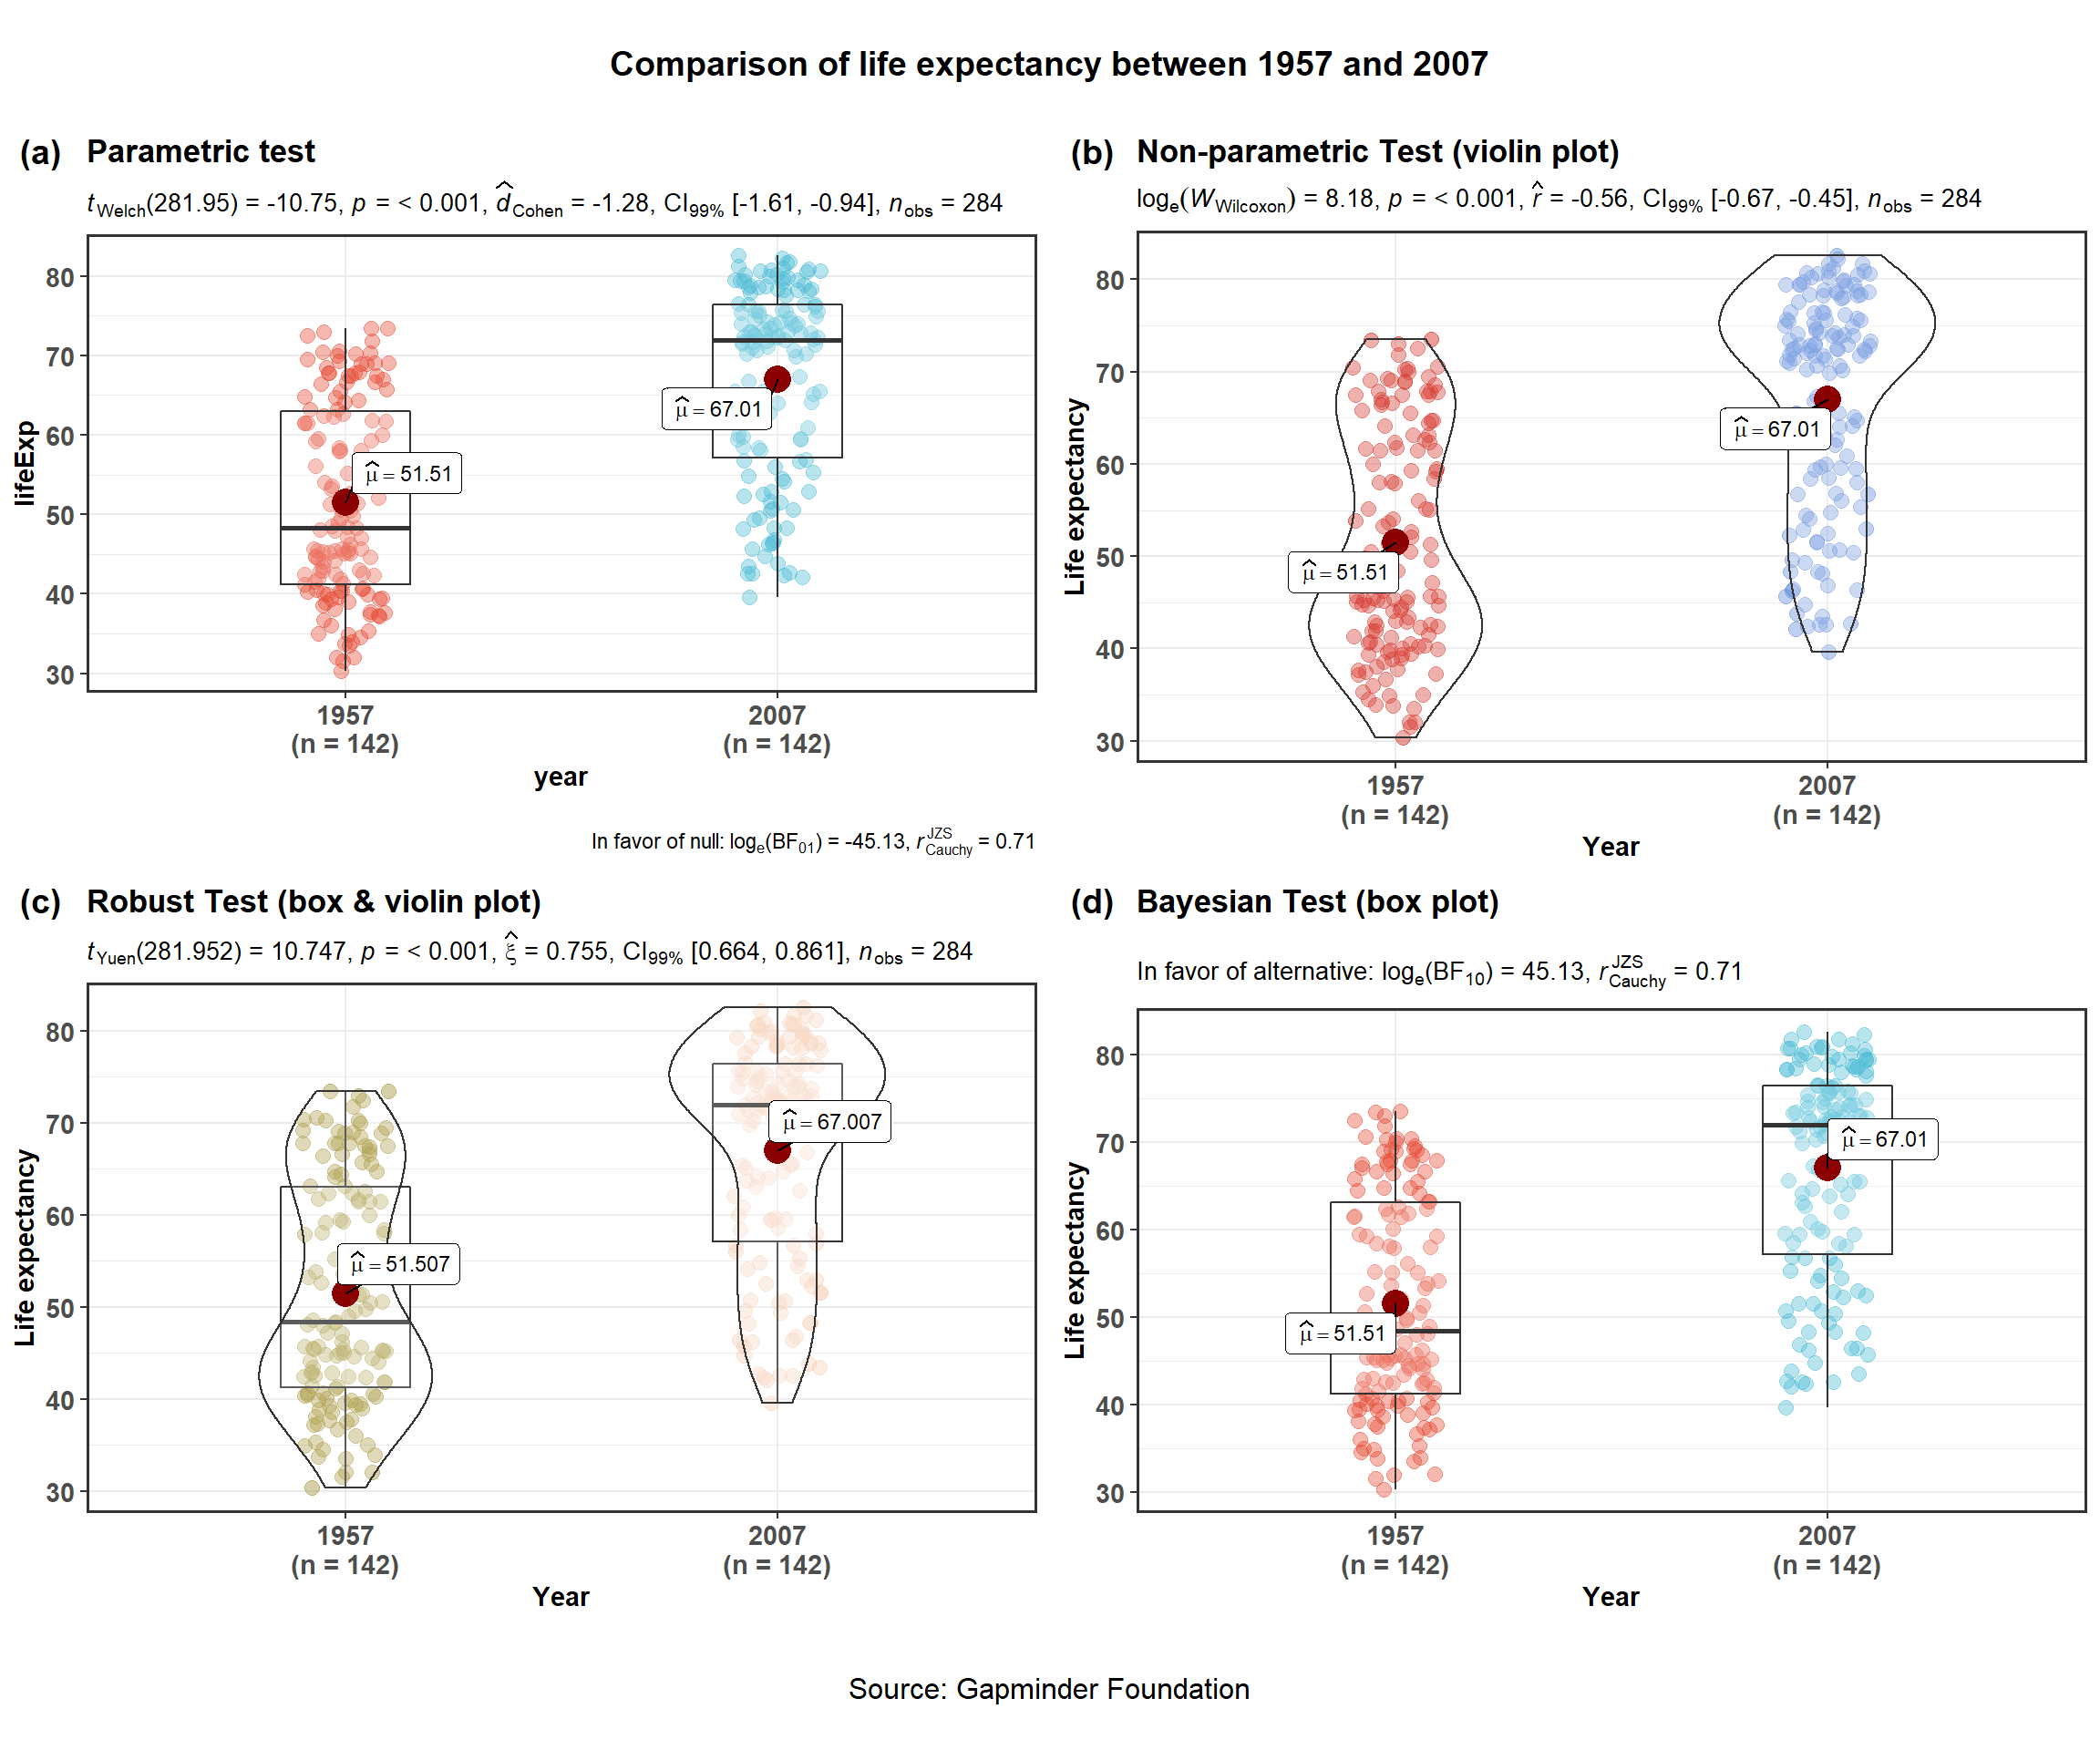 Comparison of life expectancy between 1957 and 2007
(a) Parametric test
t Welch(281.95) = -10.75, p = < 0.001, d̂ Cohen = -1.28, CI99% [-1.61, -0.94], n obs = 284
lifeExp
80
70
60
50
40
30
μ̂ = 51.51
μ̂ = 67.01
1957
(n = 142)
2007
(n = 142)
year
In favor of null: loge(BF01) = -45.13, r JZS Cauchy = 0.71
(b) Non-parametric Test (violin plot)
loge(W Wilcoxon) = 8.18, p = < 0.001, r̂ = -0.56, CI99% [-0.67, -0.45], n obs = 284
Life expectancy
80
70
60
50
40
30
μ̂ = 51.51
μ̂ = 67.01
1957
(n = 142)
2007
(n = 142)
Year
(c) Robust Test (box & violin plot)
t Yuen(281.952) = 10.747, p = < 0.001, ξ̂ = 0.755, CI99% [0.664, 0.861], n obs = 284
Life expectancy
80
70
60
50
40
30
μ̂ = 51.507
μ̂ = 67.007
1957
(n = 142)
2007
(n = 142)
Year
(d) Bayesian Test (box plot)
In favor of alternative: loge(BF10) = 45.13, r JZS Cauchy = 0.71
Life expectancy
80
70
60
50
40
30
μ̂ = 51.51
μ̂ = 67.01
1957
(n = 142)
2007
(n = 142)
Year
Source: Gapminder Foundation